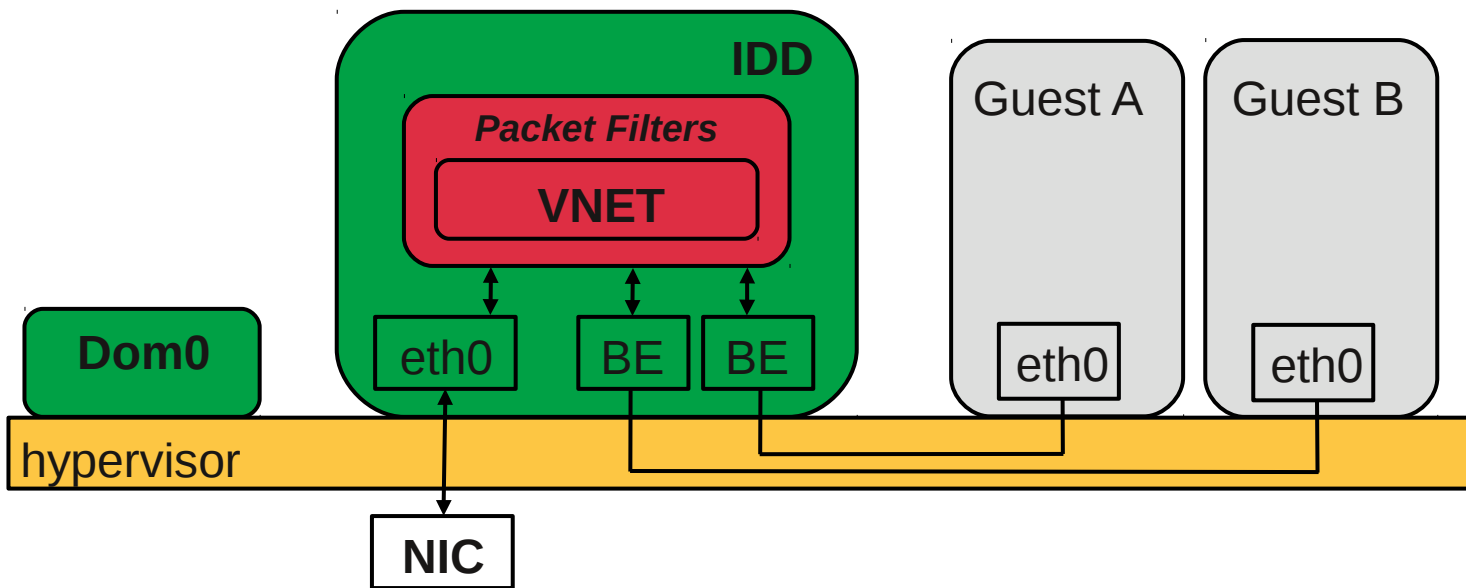 IDD
Packet Filters
VNET
Guest A
Guest B
Dom0
eth0
BE
BE
eth0
eth0
hypervisor
NIC